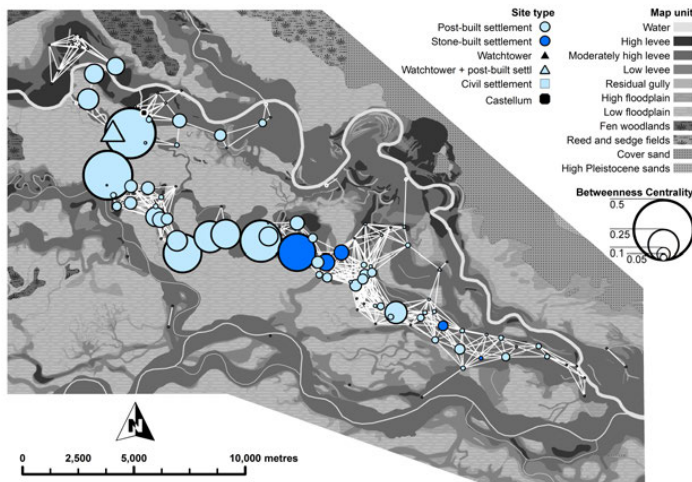 Site type
Post-built settlement
Stone-built settlement
Watchtower
Watchtower + post-built settl
Civil settlement
Castellum
Map unit
Water
High levee
Moderately high levee
Low levee
Residual gully
High floodplain
Low floodplain
Fen woodlands
Reed and sedge fields
Cover sand
High Pleistocene sands
Betweenness Centrality
0.5
0.25
0.1
0.05
N
0 2,500 5,000 10,000 metres